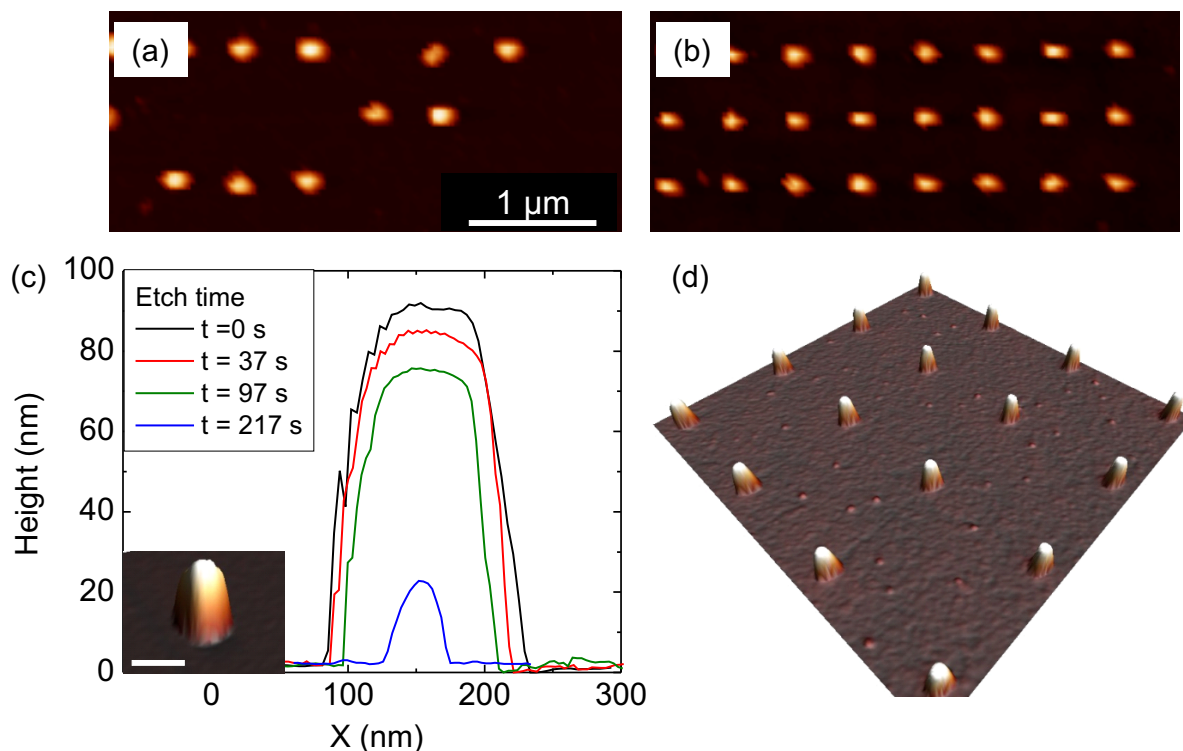 (a)
(b)
1 μm
(c)
(d)
100
80
60
40
20
0
Height (nm)
Etch time
t =0 s
t = 37 s
t = 97 s
t = 217 s
0
100
200
300
X (nm)